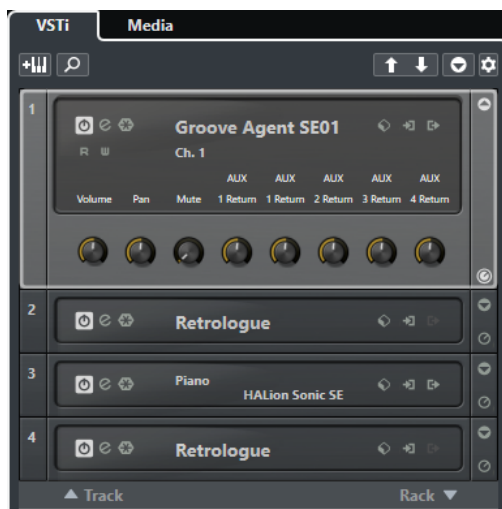 VSTi Media
1
Groove Agent SE01
R W Ch. 1
AUX AUX AUX AUX AUX
Volume Pan Mute 1 Return 1 Return 2 Return 3 Return 4 Return
2
Retrologue
3
Piano
HALion Sonic SE
4
Retrologue
Track Rack